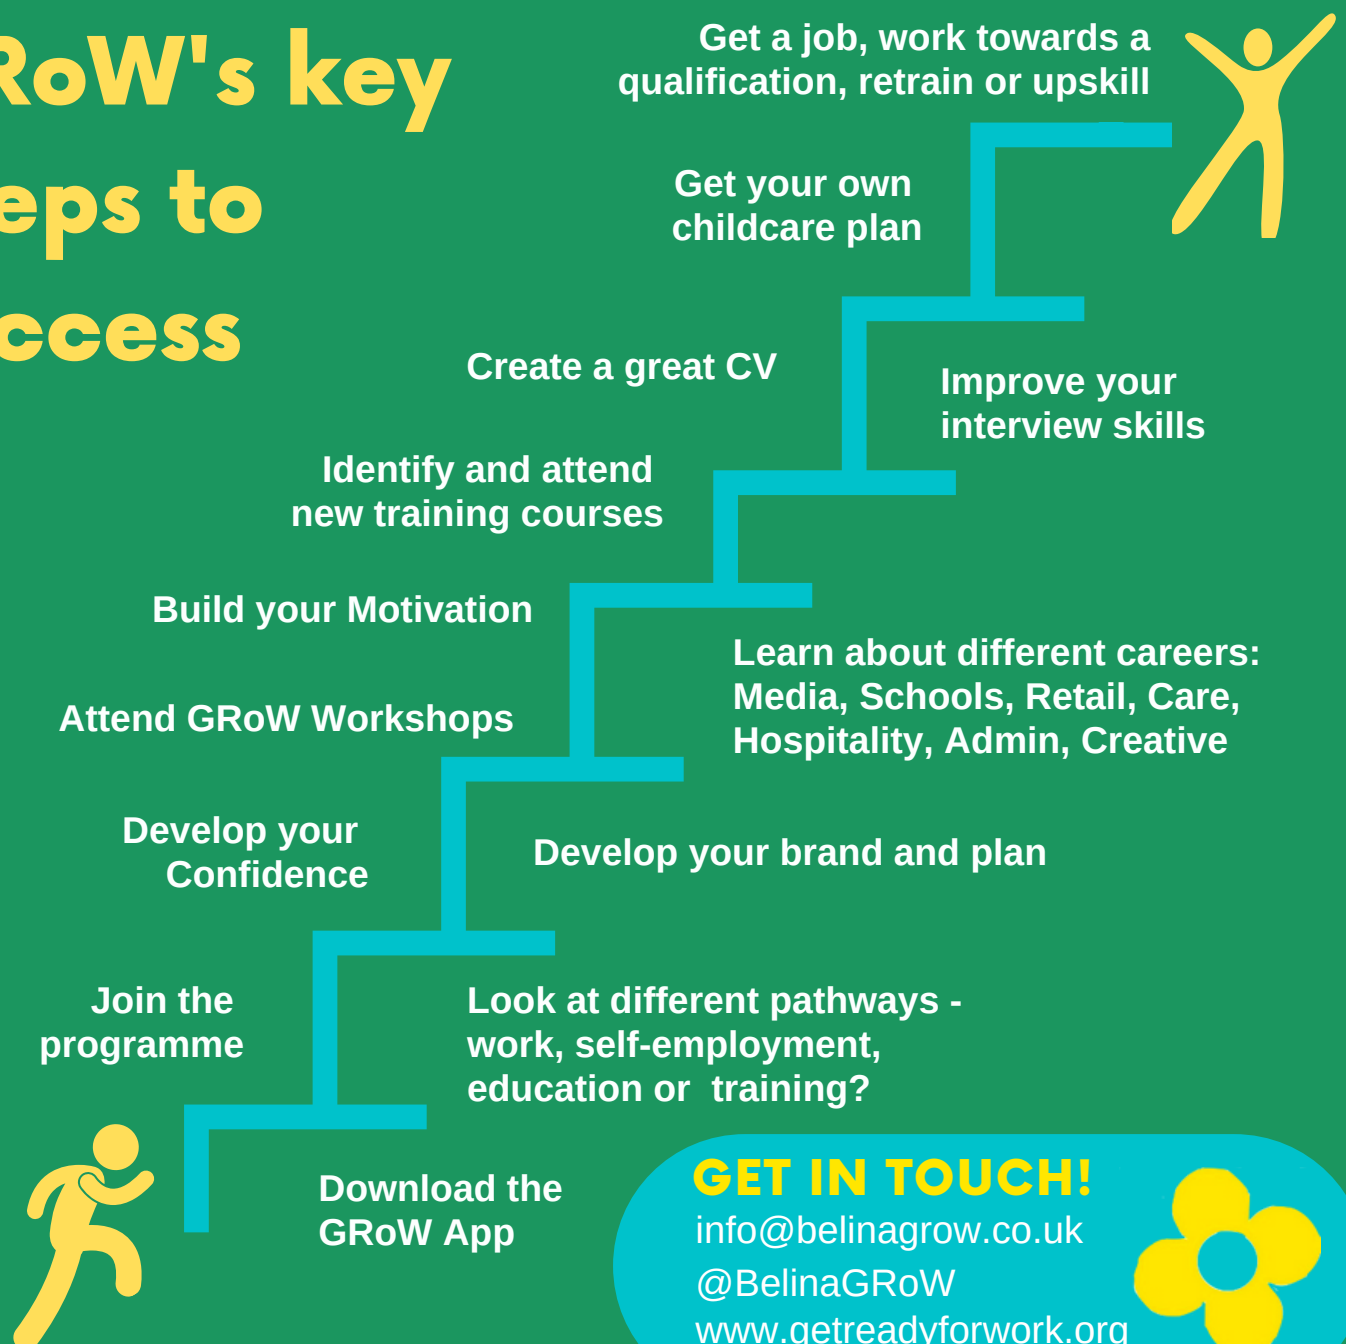 RoW's key
eps to
ccess
Get a job, work towards a
qualification, retrain or upskill
Get your own
childcare plan
Create a great CV
Improve your
interview skills
Identify and attend
new training courses
Build your Motivation
Learn about different careers:
Media, Schools, Retail, Care,
Hospitality, Admin, Creative
Attend GRoW Workshops
Develop your
Confidence
Develop your brand and plan
Join the
programme
Look at different pathways -
work, self-employment,
education or  training?
Download the
GRoW App
GET IN TOUCH!
info@belinagrow.co.uk
@BelinaGRoW
www.getreadyforwork.org